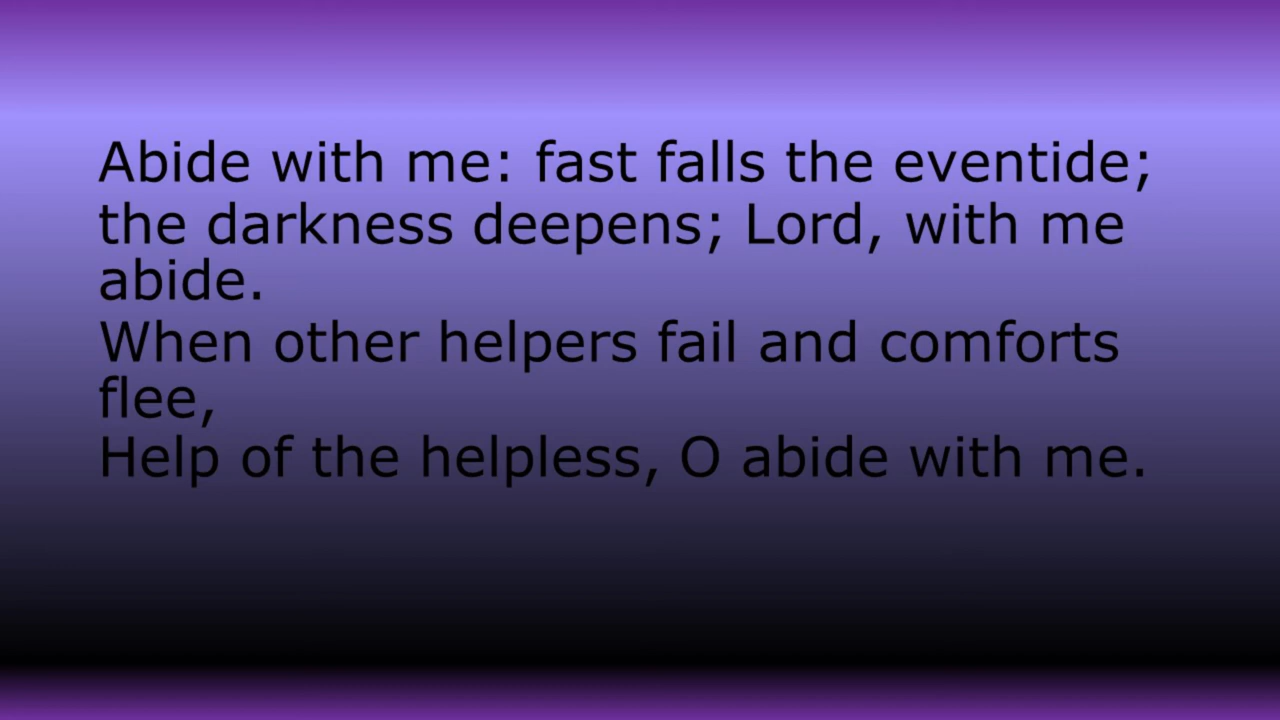 Abide with me: fast falls the eventide;
the darkness deepens; Lord, with me
abide.
When other helpers fail and comforts
flee,
Help of the helpless, O abide with me.